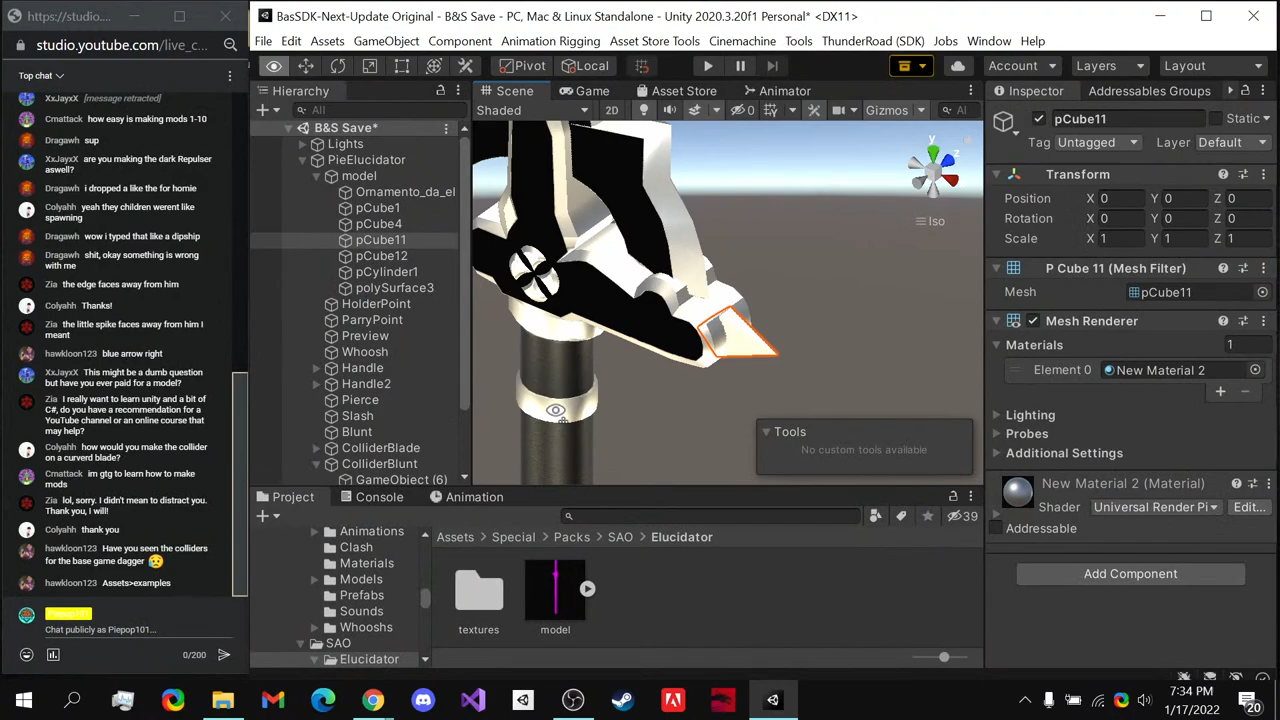 https://studio.you...
studio.youtube.com/live_c...
Top chat
XxJayxX [message retracted]
Cmattack how easy is making mods 1-10
Dragawh sup
XxJayxX are you making the dark Repulser
aswell?
Dragawh i dropped a like the for homie
Colyahh yeah they children werent like
spawning
Dragawh wow i typed that like a dipship
Dragawh shit, okay something is wrong
with me
Zia the edge faces away from him
Colyahh Thanks!
Zia the little spike faces away from him I
meant
hawkloon123 blue arrow right
XxJayxX This might be a dumb question
but have you ever paid for a model?
Zia I really want to learn unity and a bit of
C#, do you have a recommendation for a
YouTube channel or an online course that
may help?
Colyahh how would you make the collider
on a curverd blade?
Cmattack im gtg to learn how to make
mods
Zia lol, sorry. I didn't mean to distract you.
Thank you, I will!
Colyahh thank you
hawkloon123 Have you seen the colliders
for the base game dagger
hawkloon123 Assets>examples
Piepop101
Chat publicly as Piepop101...
0/200
BasSDK-Next-Update Original - B&S Save - PC, Mac & Linux Standalone - Unity 2020.3.20f1 Personal* <DX11>
File Edit Assets GameObject Component Animation Rigging Asset Store Tools Cinemachine Tools ThunderRoad (SDK) Jobs Window Help
Pivot Local Account Layers Layout
Hierarchy
All
B&S Save*
Lights
PieElucidator
model
Ornamento_da_el
pCube1
pCube4
pCube11
pCube12
pCylinder1
polySurface3
HolderPoint
ParryPoint
Preview
Whoosh
Handle
Handle2
Pierce
Slash
Blunt
ColliderBlade
ColliderBlunt
GameObject (6)
Scene Game Asset Store Animator
Shaded 2D 0 Gizmos Al
y
z
x
Iso
Tools
No custom tools available
Inspector Addressables Groups
pCube11 Static
Tag Untagged Layer Default
Transform
Position X 0 Y 0 Z 0
Rotation X 0 Y 0 Z 0
Scale X 1 Y 1 Z 1
P Cube 11 (Mesh Filter)
Mesh pCube11
Mesh Renderer
Materials 1
Element 0 New Material 2
+ −
Lighting
Probes
Additional Settings
New Material 2 (Material)
Shader Universal Render Pi Edit...
Addressable
Add Component
Project Console Animation
39
Animations
Clash
Materials
Models
Prefabs
Sounds
Whooshs
SAO
Elucidator
Assets > Special > Packs > SAO > Elucidator
textures
model
7:34 PM
1/17/2022
20